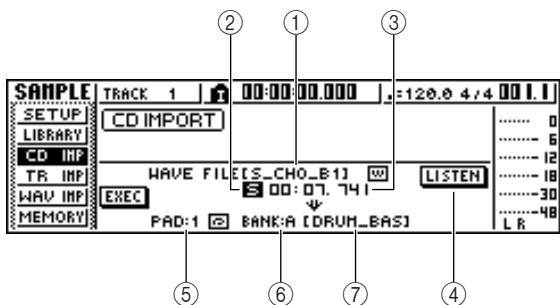 ② ① ③
SAMPLE TRACK 1 00:00:00.000 ♩=120.0 4/4 001.1
SETUP
LIBRARY
CD IMP
TR IMP
WAV IMP
MEMORY
CD IMPORT
WAVE FILE[S_CHO_B1] W
S 00:07.741
EXEC
LISTEN
PAD:1 BANK:A [DRUM_BAS]
0
6
12
18
30
48
L R
⑤ ⑥ ⑦ ④